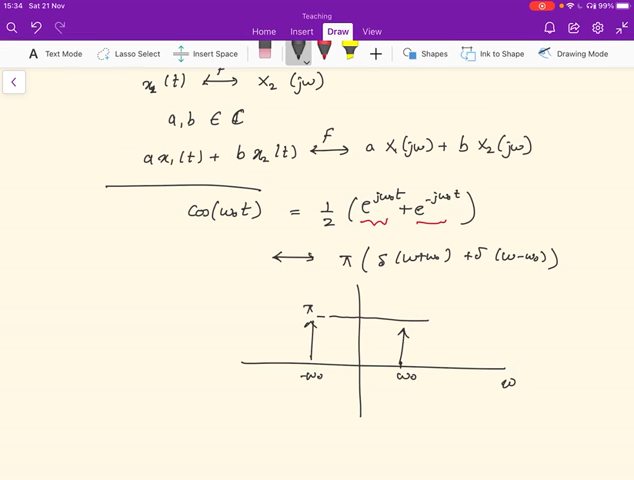 15:34 Sat 21 Nov
99%
Teaching
Home Insert Draw View
A Text Mode Lasso Select Insert Space Shapes Ink to Shape Drawing Mode
x₂(t) ⟷ X₂(jω)
a, b ∈ ℂ
a x₁(t) + b x₂(t) ⟷ F a X₁(jω) + b X₂(jω)
cos(ω₀t) = 1/2 (e^{jω₀t} + e^{-jω₀t})
⟷ π(δ(ω+ω₀) + δ(ω-ω₀))
π
-ω₀ ω₀ ω